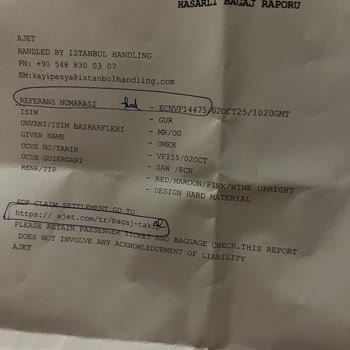 HASARLI BAGAJ RAPORU
AJET
HANDLED BY ISTANBUL HANDLING
PN: +90 548 830 03 07
EM:kayipesya@istanbulhandling.com
REFERANS NUMARASI - ECNVF14475/02OCT25/1020GMT
ISIM - GUR
UNVANI/ISIM BASHARFLERI - MR/OG
GIVEN NAME - OMER
UCUS NO/TARIH - VF155/02OCT
UCUS GUZERGAHI - SAW /ECN
RENK/TIP - RED/MAROON/PINK/WINE UPRIGHT
- DESIGN HARD MATERIAL
FOR CLAIM SETTLEMENT GO TO
https:// ajet.com/tr/bagaj-tak
PLEASE RETAIN PASSENGER TICKET AND BAGGAGE CHECK.THIS REPORT
DOES NOT INVOLVE ANY ACKNOWLEDGEMENT OF LIABILITY
AJET